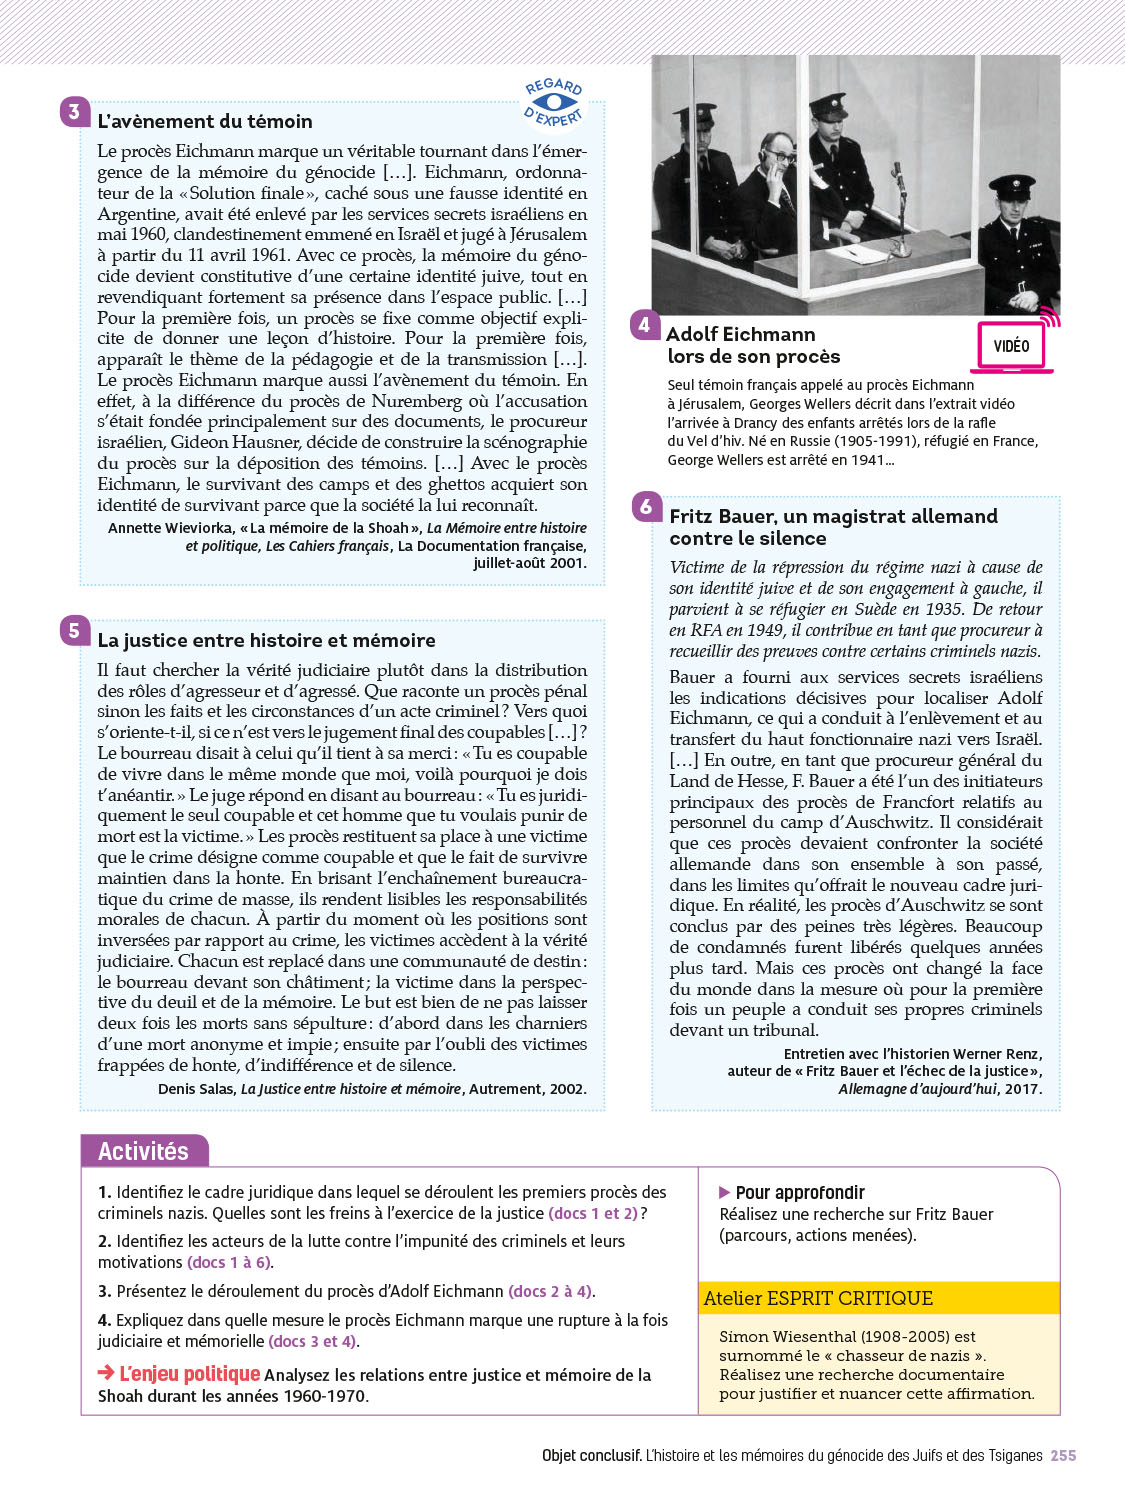 REGARD
D'EXPERT
3
L'avènement du témoin
Le procès Eichmann marque un véritable tournant dans l'émer-
gence de la mémoire du génocide […]. Eichmann, ordonna-
teur de la « Solution finale », caché sous une fausse identité en
Argentine, avait été enlevé par les services secrets israéliens en
mai 1960, clandestinement emmené en Israël et jugé à Jérusalem
à partir du 11 avril 1961. Avec ce procès, la mémoire du géno-
cide devient constitutive d'une certaine identité juive, tout en
revendiquant fortement sa présence dans l'espace public. […]
Pour la première fois, un procès se fixe comme objectif expli-
cite de donner une leçon d'histoire. Pour la première fois,
apparaît le thème de la pédagogie et de la transmission […].
Le procès Eichmann marque aussi l'avènement du témoin. En
effet, à la différence du procès de Nuremberg où l'accusation
s'était fondée principalement sur des documents, le procureur
israélien, Gideon Hausner, décide de construire la scénographie
du procès sur la déposition des témoins. […] Avec le procès
Eichmann, le survivant des camps et des ghettos acquiert son
identité de survivant parce que la société la lui reconnaît.
Annette Wieviorka, « La mémoire de la Shoah », La Mémoire entre histoire
et politique, Les Cahiers français, La Documentation française,
juillet-août 2001.
4
Adolf Eichmann
lors de son procès
VIDÉO
Seul témoin français appelé au procès Eichmann
à Jérusalem, Georges Wellers décrit dans l'extrait vidéo
l'arrivée à Drancy des enfants arrêtés lors de la rafle
du Vel d'hiv. Né en Russie (1905-1991), réfugié en France,
George Wellers est arrêté en 1941…
5
La justice entre histoire et mémoire
Il faut chercher la vérité judiciaire plutôt dans la distribution
des rôles d'agresseur et d'agressé. Que raconte un procès pénal
sinon les faits et les circonstances d'un acte criminel ? Vers quoi
s'oriente-t-il, si ce n'est vers le jugement final des coupables […] ?
Le bourreau disait à celui qu'il tient à sa merci : « Tu es coupable
de vivre dans le même monde que moi, voilà pourquoi je dois
t'anéantir. » Le juge répond en disant au bourreau : « Tu es juridi-
quement le seul coupable et cet homme que tu voulais punir de
mort est la victime. » Les procès restituent sa place à une victime
que le crime désigne comme coupable et que le fait de survivre
maintien dans la honte. En brisant l'enchaînement bureaucra-
tique du crime de masse, ils rendent lisibles les responsabilités
morales de chacun. À partir du moment où les positions sont
inversées par rapport au crime, les victimes accèdent à la vérité
judiciaire. Chacun est replacé dans une communauté de destin :
le bourreau devant son châtiment ; la victime dans la perspec-
tive du deuil et de la mémoire. Le but est bien de ne pas laisser
deux fois les morts sans sépulture : d'abord dans les charniers
d'une mort anonyme et impie ; ensuite par l'oubli des victimes
frappées de honte, d'indifférence et de silence.
Denis Salas, La Justice entre histoire et mémoire, Autrement, 2002.
6
Fritz Bauer, un magistrat allemand
contre le silence
Victime de la répression du régime nazi à cause de
son identité juive et de son engagement à gauche, il
parvient à se réfugier en Suède en 1935. De retour
en RFA en 1949, il contribue en tant que procureur à
recueillir des preuves contre certains criminels nazis.
Bauer a fourni aux services secrets israéliens
les indications décisives pour localiser Adolf
Eichmann, ce qui a conduit à l'enlèvement et au
transfert du haut fonctionnaire nazi vers Israël.
[…] En outre, en tant que procureur général du
Land de Hesse, F. Bauer a été l'un des initiateurs
principaux des procès de Francfort relatifs au
personnel du camp d'Auschwitz. Il considérait
que ces procès devaient confronter la société
allemande dans son ensemble à son passé,
dans les limites qu'offrait le nouveau cadre juri-
dique. En réalité, les procès d'Auschwitz se sont
conclus par des peines très légères. Beaucoup
de condamnés furent libérés quelques années
plus tard. Mais ces procès ont changé la face
du monde dans la mesure où pour la première
fois un peuple a conduit ses propres criminels
devant un tribunal.
Entretien avec l'historien Werner Renz,
auteur de « Fritz Bauer et l'échec de la justice »,
Allemagne d'aujourd'hui, 2017.
Activités
1. Identifiez le cadre juridique dans lequel se déroulent les premiers procès des
criminels nazis. Quelles sont les freins à l'exercice de la justice (docs 1 et 2) ?
2. Identifiez les acteurs de la lutte contre l'impunité des criminels et leurs
motivations (docs 1 à 6).
3. Présentez le déroulement du procès d'Adolf Eichmann (docs 2 à 4).
4. Expliquez dans quelle mesure le procès Eichmann marque une rupture à la fois
judiciaire et mémorielle (docs 3 et 4).
➜ L'enjeu politique Analysez les relations entre justice et mémoire de la
Shoah durant les années 1960-1970.
▶ Pour approfondir
Réalisez une recherche sur Fritz Bauer
(parcours, actions menées).
Atelier ESPRIT CRITIQUE
Simon Wiesenthal (1908-2005) est
surnommé le « chasseur de nazis ».
Réalisez une recherche documentaire
pour justifier et nuancer cette affirmation.
Objet conclusif. L'histoire et les mémoires du génocide des Juifs et des Tsiganes 255